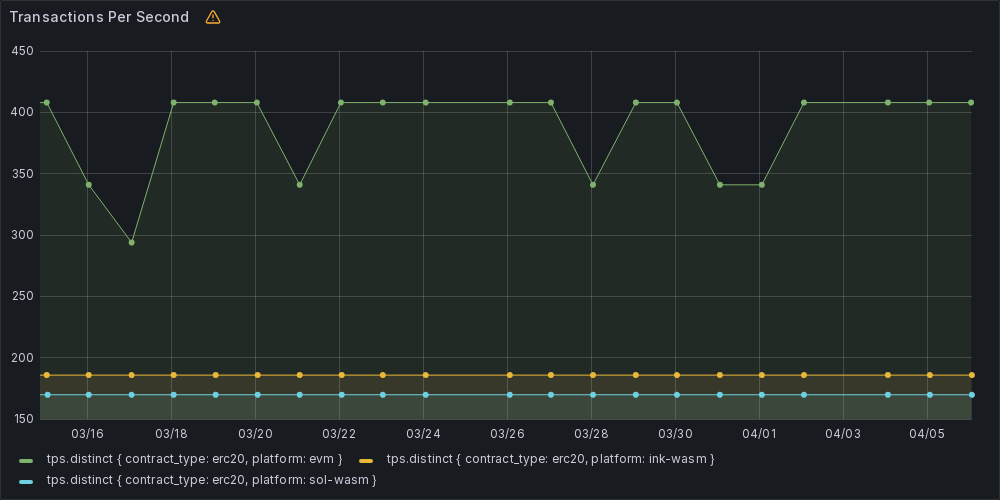 Transactions Per Second
450
400
350
300
250
200
150
03/16 03/18 03/20 03/22 03/24 03/26 03/28 03/30 04/01 04/03 04/05
tps.distinct { contract_type: erc20, platform: evm } tps.distinct { contract_type: erc20, platform: ink-wasm }
tps.distinct { contract_type: erc20, platform: sol-wasm }